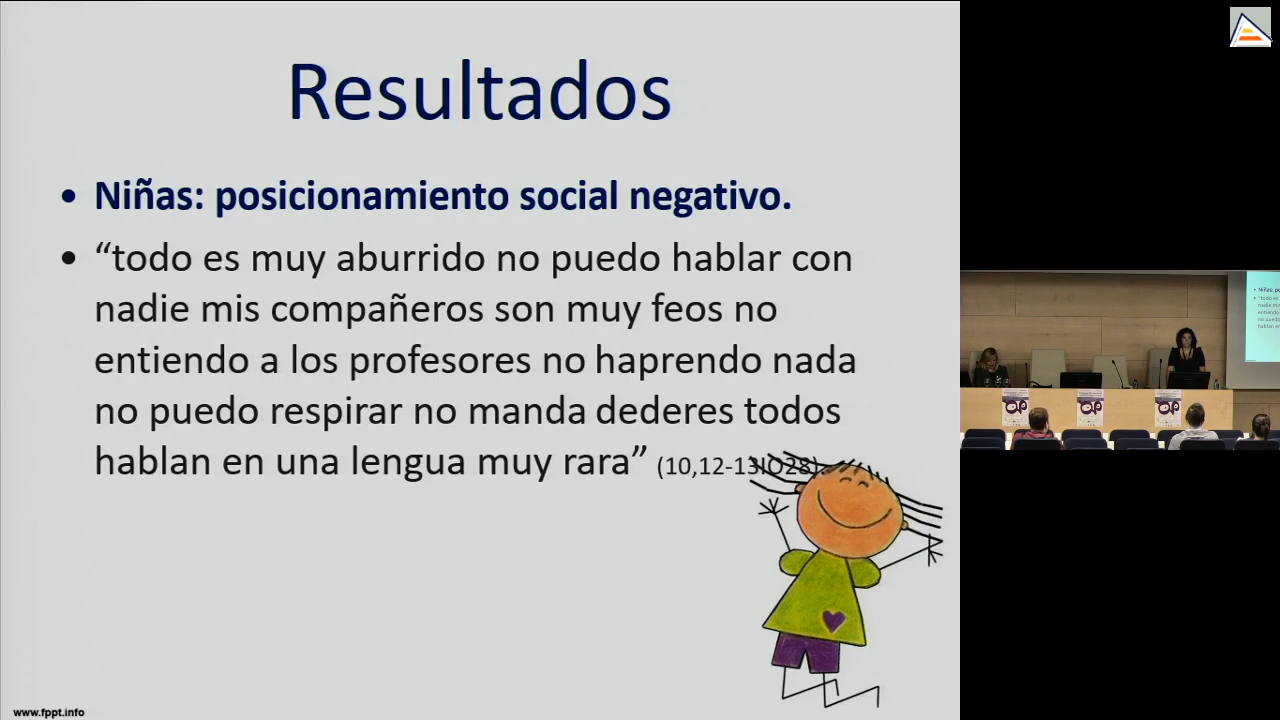 Resultados
• Niñas: posicionamiento social negativo.
• “todo es muy aburrido no puedo hablar con
nadie mis compañeros son muy feos no
entiendo a los profesores no haprendo nada
no puedo respirar no manda dederes todos
hablan en una lengua muy rara” (10,12-13IO28).
www.fppt.info